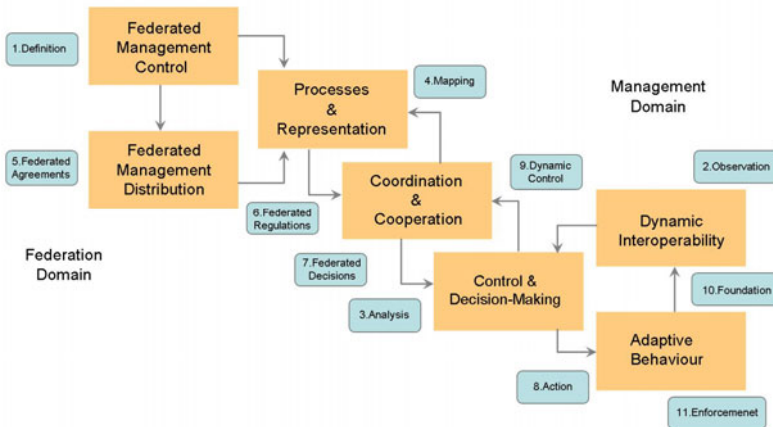 1.Definition
Federated
Management
Control
Processes
&
Representation
4.Mapping
Management
Domain
5.Federated
Agreements
Federated
Management
Distribution
6.Federated
Regulations
Coordination
&
Cooperation
9.Dynamic
Control
2.Observation
Dynamic
Interoperability
Federation
Domain
7.Federated
Decisions
3.Analysis
Control &
Decision-Making
10.Foundation
8.Action
Adaptive
Behaviour
11.Enforcemenet